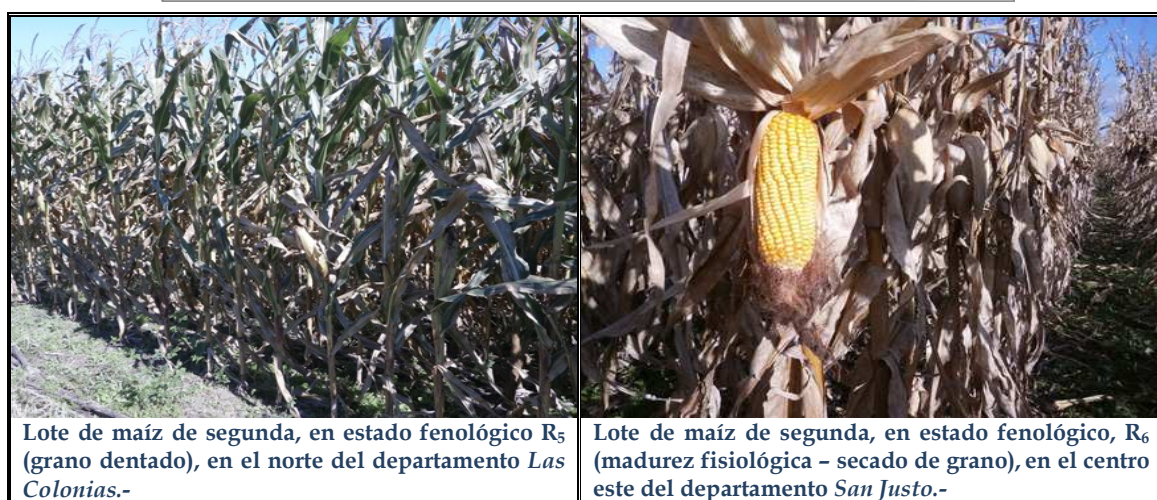 Lote de maíz de segunda, en estado fenológico R₅
(grano dentado), en el norte del departamento Las
Colonias.-
Lote de maíz de segunda, en estado fenológico, R₆
(madurez fisiológica – secado de grano), en el centro
este del departamento San Justo.-